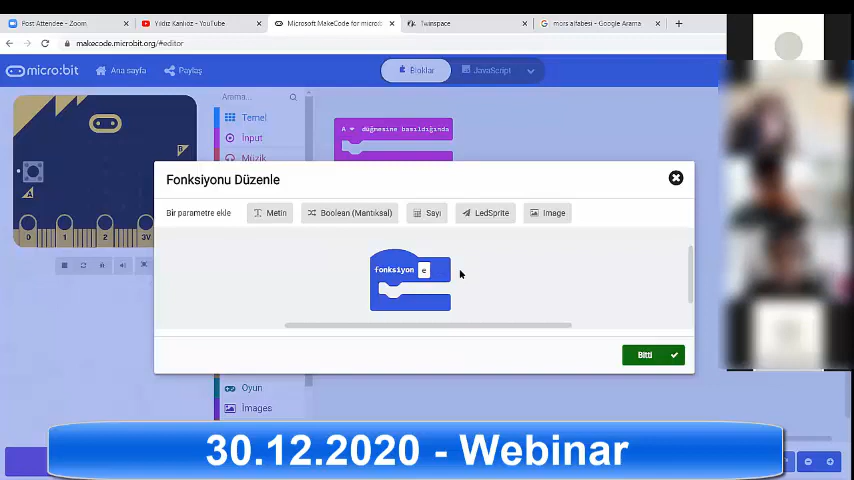 Post Attendee - Zoom
Yıldız Kanlıöz - YouTube
Microsoft MakeCode for micro:
Twinspace
mors alfabesi - Google Arama
makecode.microbit.org/#editor
micro:bit
Ana sayfa
Paylaş
Bloklar
JavaScript
Arama...
Temel
Input
Müzik
A düğmesine basıldığında
B
A
0 1 2 3V
Fonksiyonu Düzenle
Bir parametre ekle
Metin
Boolean (Mantıksal)
Sayı
LedSprite
Image
fonksiyon e
Bitti
Oyun
Images
30.12.2020 - Webinar